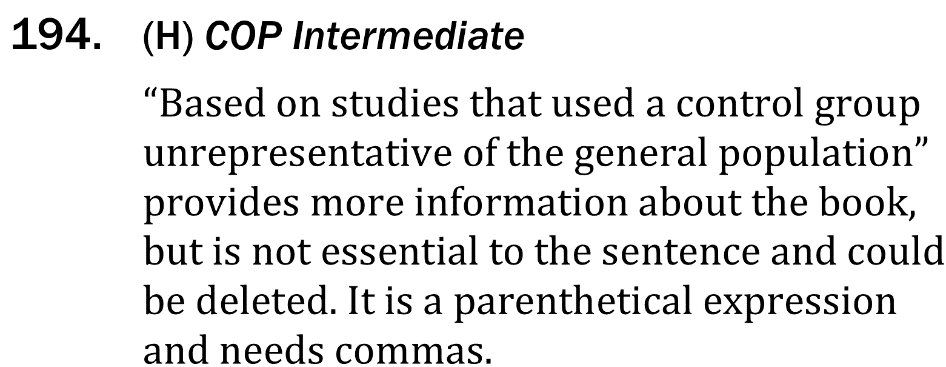 194. (H) COP Intermediate
“Based on studies that used a control group
unrepresentative of the general population”
provides more information about the book,
but is not essential to the sentence and could
be deleted. It is a parenthetical expression
and needs commas.